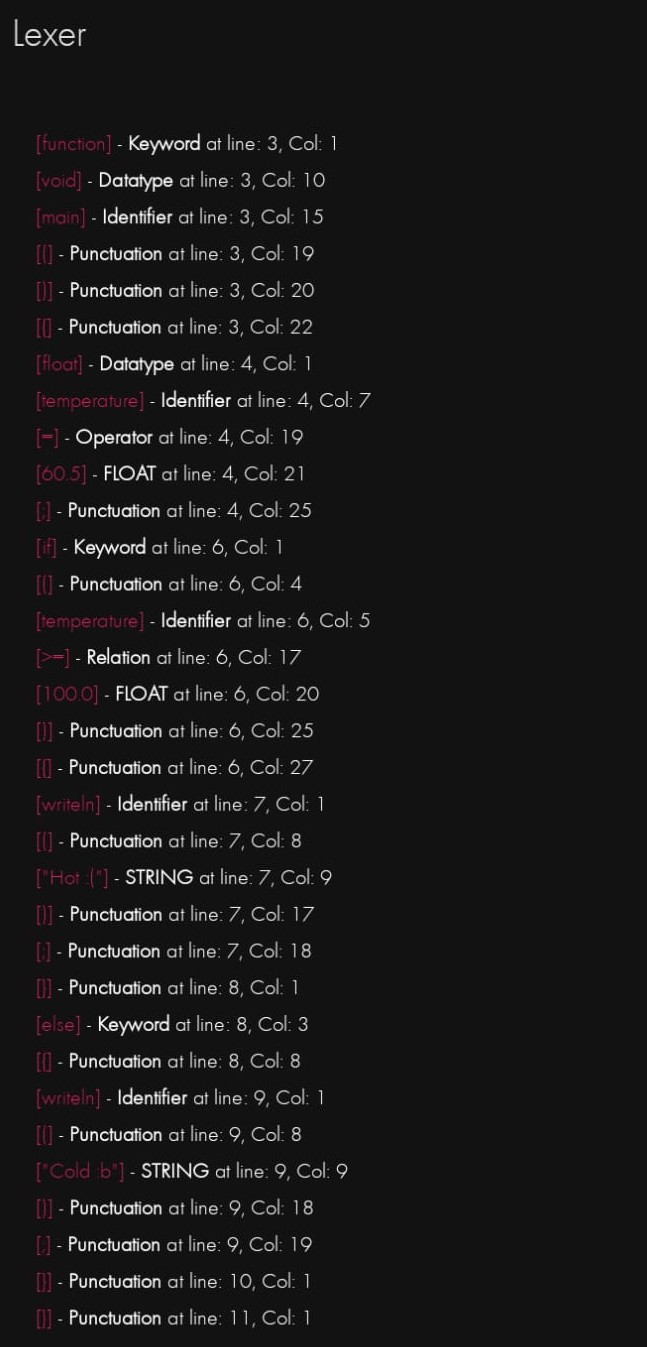 Lexer
[function] - Keyword at line: 3, Col: 1
[void] - Datatype at line: 3, Col: 10
[main] - Identifier at line: 3, Col: 15
[(] - Punctuation at line: 3, Col: 19
[)] - Punctuation at line: 3, Col: 20
[{] - Punctuation at line: 3, Col: 22
[float] - Datatype at line: 4, Col: 1
[temperature] - Identifier at line: 4, Col: 7
[=] - Operator at line: 4, Col: 19
[60.5] - FLOAT at line: 4, Col: 21
[;] - Punctuation at line: 4, Col: 25
[if] - Keyword at line: 6, Col: 1
[(] - Punctuation at line: 6, Col: 4
[temperature] - Identifier at line: 6, Col: 5
[>=] - Relation at line: 6, Col: 17
[100.0] - FLOAT at line: 6, Col: 20
[)] - Punctuation at line: 6, Col: 25
[{] - Punctuation at line: 6, Col: 27
[writeln] - Identifier at line: 7, Col: 1
[(] - Punctuation at line: 7, Col: 8
["Hot :("] - STRING at line: 7, Col: 9
[)] - Punctuation at line: 7, Col: 17
[;] - Punctuation at line: 7, Col: 18
[}] - Punctuation at line: 8, Col: 1
[else] - Keyword at line: 8, Col: 3
[{] - Punctuation at line: 8, Col: 8
[writeln] - Identifier at line: 9, Col: 1
[(] - Punctuation at line: 9, Col: 8
["Cold :b"] - STRING at line: 9, Col: 9
[)] - Punctuation at line: 9, Col: 18
[;] - Punctuation at line: 9, Col: 19
[}] - Punctuation at line: 10, Col: 1
[}] - Punctuation at line: 11, Col: 1